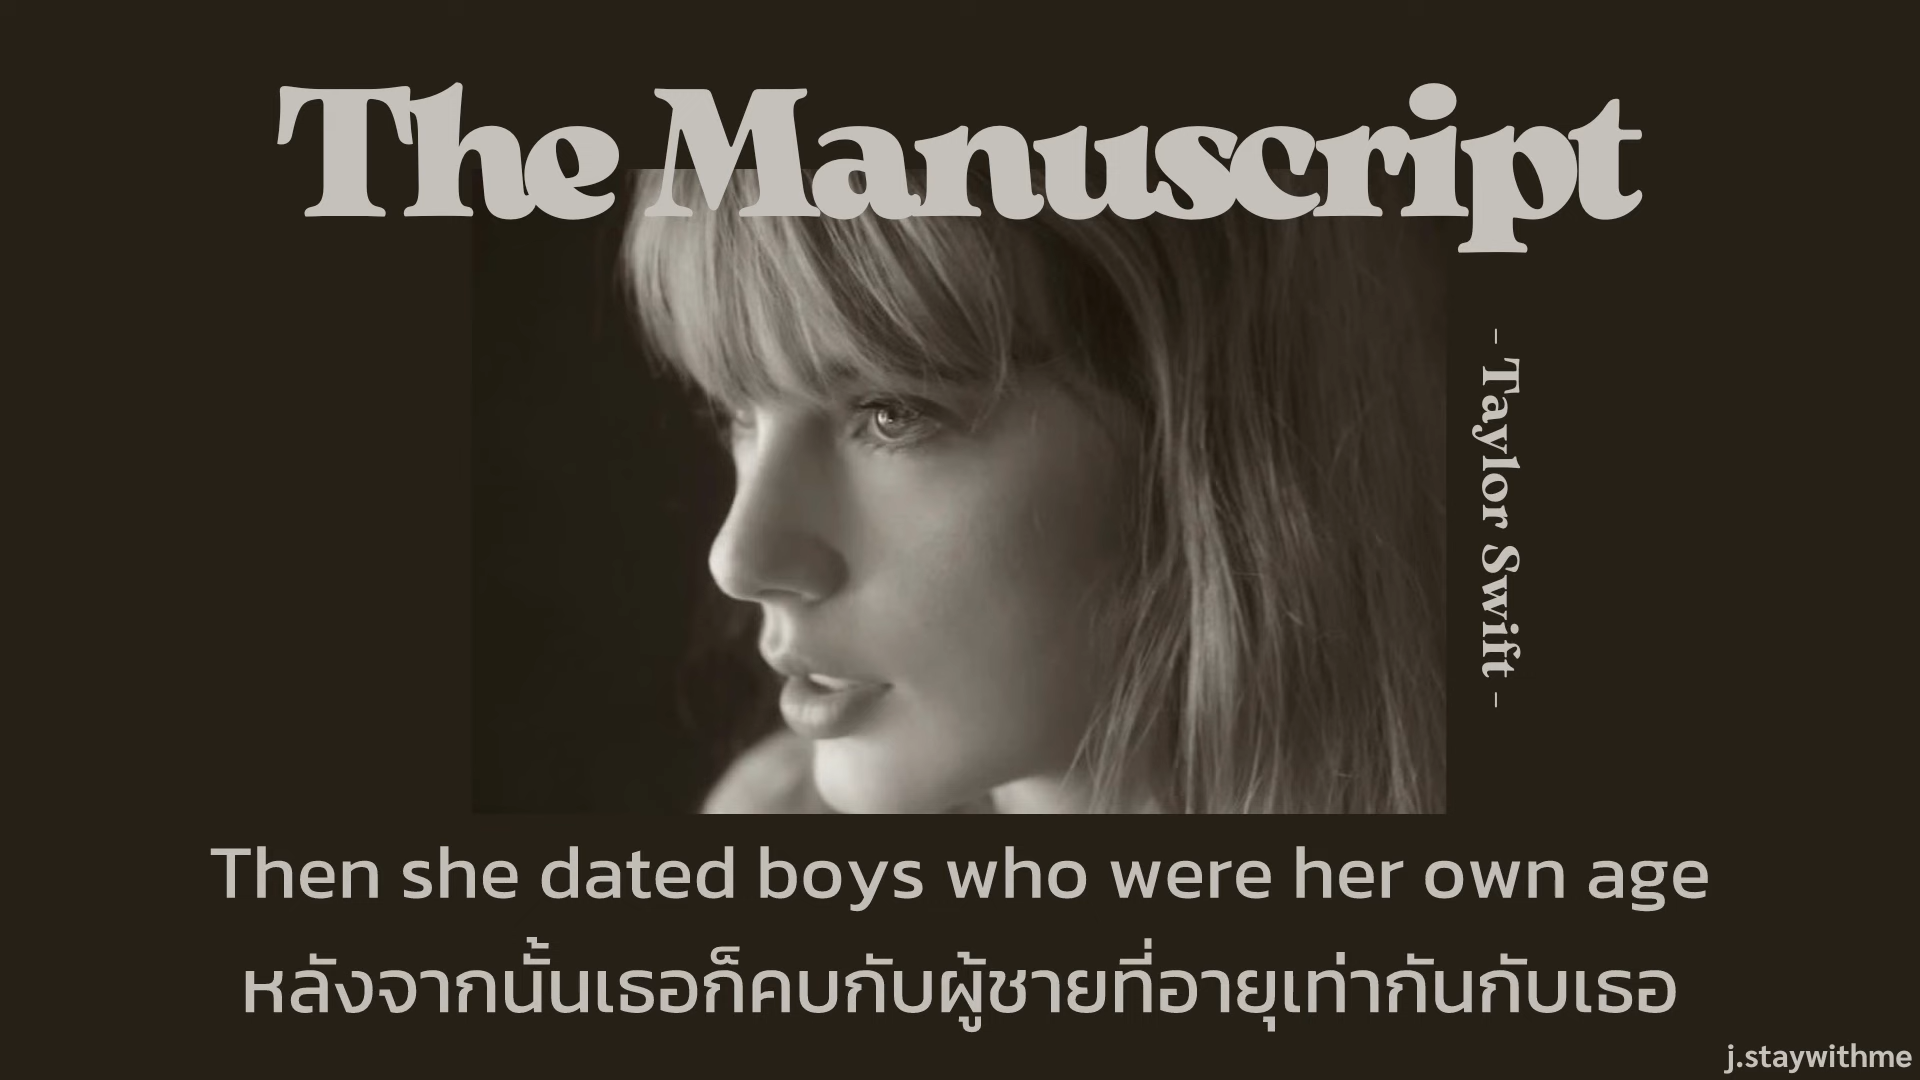 The Manuscript
– Taylor Swift –
Then she dated boys who were her own age
หลังจากนั้นเธอก็คบกับผู้ชายที่อายุเท่ากันกับเธอ
j.staywithme